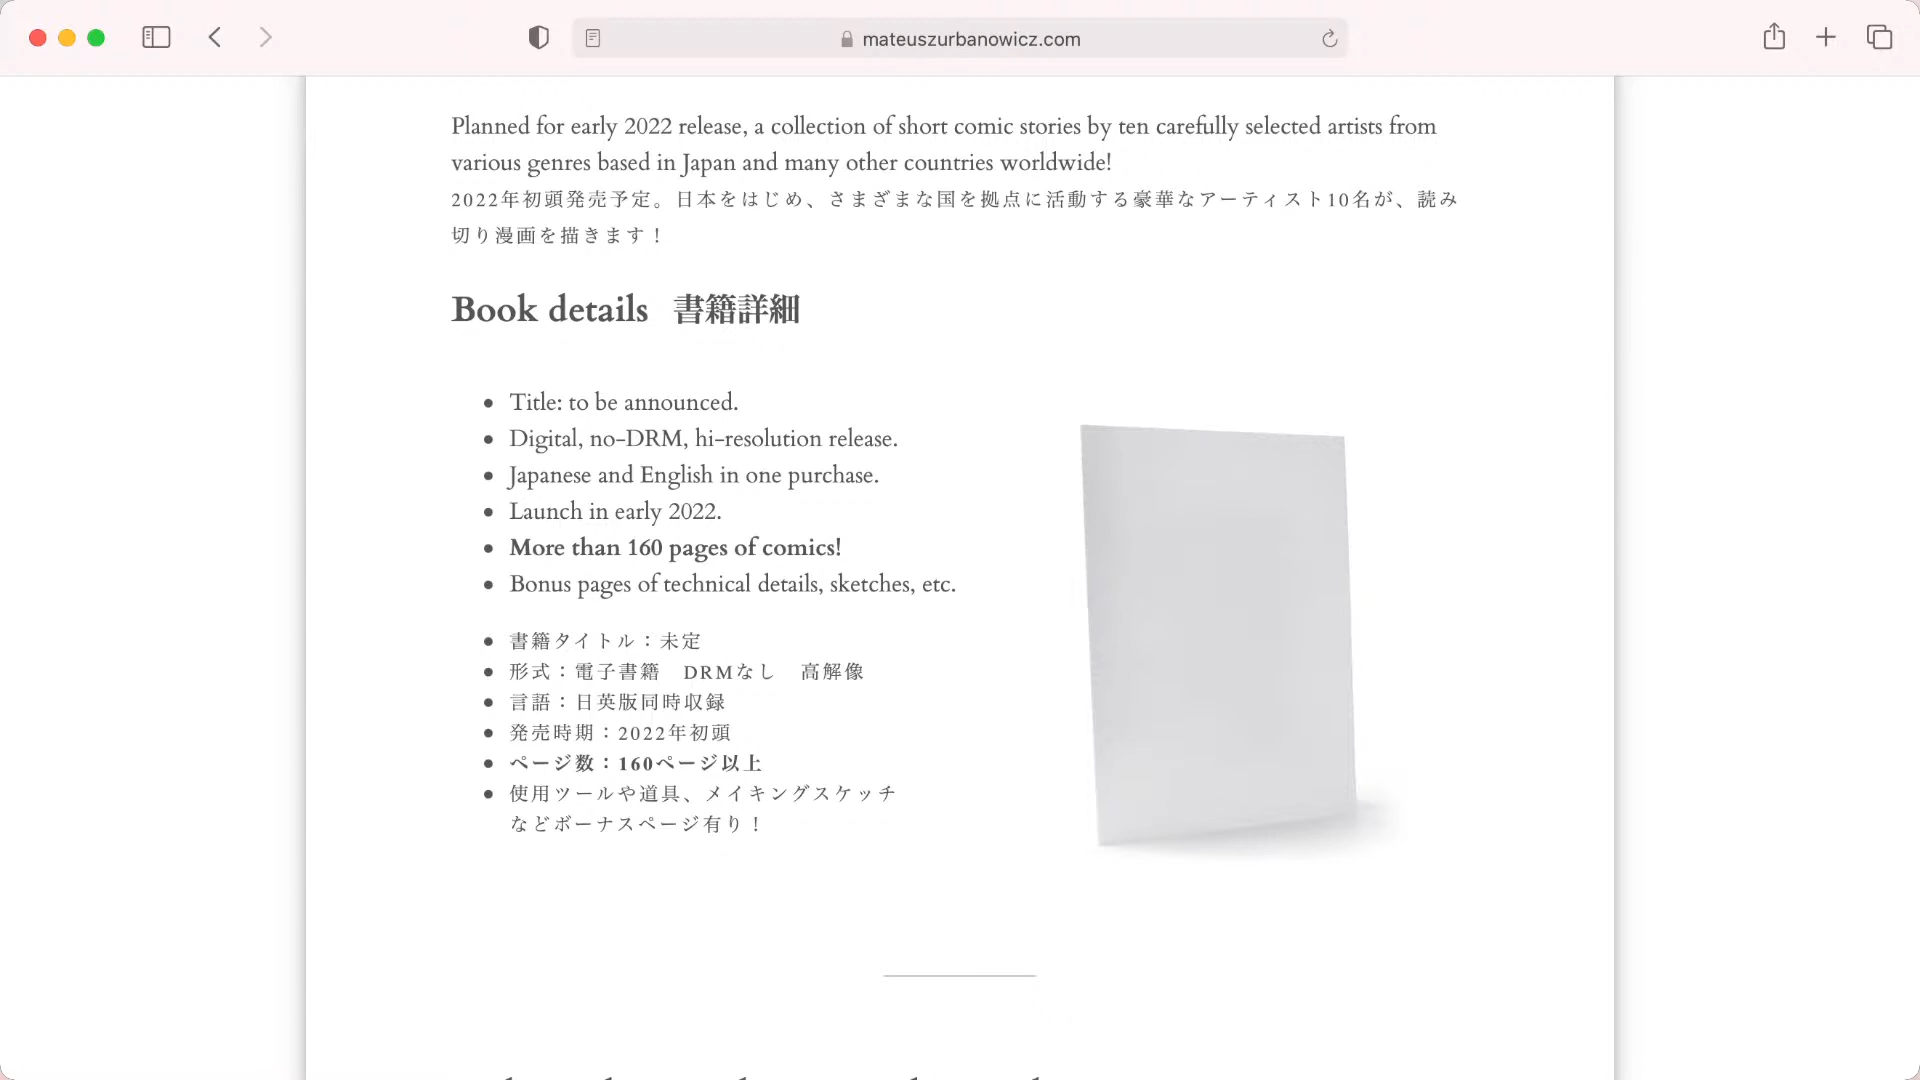 mateuszurbanowicz.com
Planned for early 2022 release, a collection of short comic stories by ten carefully selected artists from
various genres based in Japan and many other countries worldwide!
2022年初頭発売予定。日本をはじめ、さまざまな国を拠点に活動する豪華なアーティスト10名が、読み
切り漫画を描きます！
Book details 書籍詳細
• Title: to be announced.
• Digital, no-DRM, hi-resolution release.
• Japanese and English in one purchase.
• Launch in early 2022.
• More than 160 pages of comics!
• Bonus pages of technical details, sketches, etc.
• 書籍タイトル：未定
• 形式：電子書籍　DRMなし　高解像
• 言語：日英版同時収録
• 発売時期：2022年初頭
• ページ数：160ページ以上
• 使用ツールや道具、メイキングスケッチ
などボーナスページ有り！